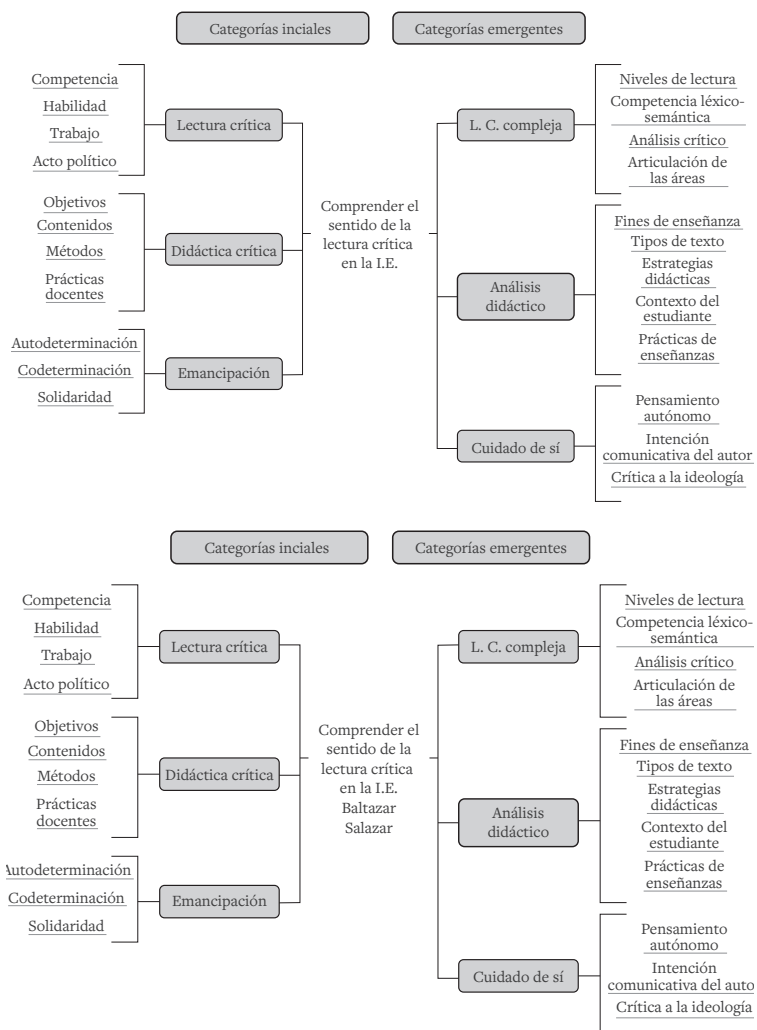 Categorías inciales
Categorías emergentes
Competencia
Habilidad
Trabajo
Acto político
Lectura crítica
Objetivos
Contenidos
Métodos
Prácticas
docentes
Didáctica crítica
Autodeterminación
Codeterminación
Solidaridad
Emancipación
Comprender el
sentido de la
lectura crítica
en la I.E.
L. C. compleja
Niveles de lectura
Competencia léxico-
semántica
Análisis crítico
Articulación de
las áreas
Análisis
didáctico
Fines de enseñanza
Tipos de texto
Estrategias
didácticas
Contexto del
estudiante
Prácticas de
enseñanzas
Cuidado de sí
Pensamiento
autónomo
Intención
comunicativa del autor
Crítica a la ideología
Categorías inciales
Categorías emergentes
Competencia
Habilidad
Trabajo
Acto político
Lectura crítica
Objetivos
Contenidos
Métodos
Prácticas
docentes
Didáctica crítica
Autodeterminación
Codeterminación
Solidaridad
Emancipación
Comprender el
sentido de la
lectura crítica
en la I.E.
Baltazar
Salazar
L. C. compleja
Niveles de lectura
Competencia léxico-
semántica
Análisis crítico
Articulación de
las áreas
Análisis
didáctico
Fines de enseñanza
Tipos de texto
Estrategias
didácticas
Contexto del
estudiante
Prácticas de
enseñanzas
Cuidado de sí
Pensamiento
autónomo
Intención
comunicativa del auto
Crítica a la ideología